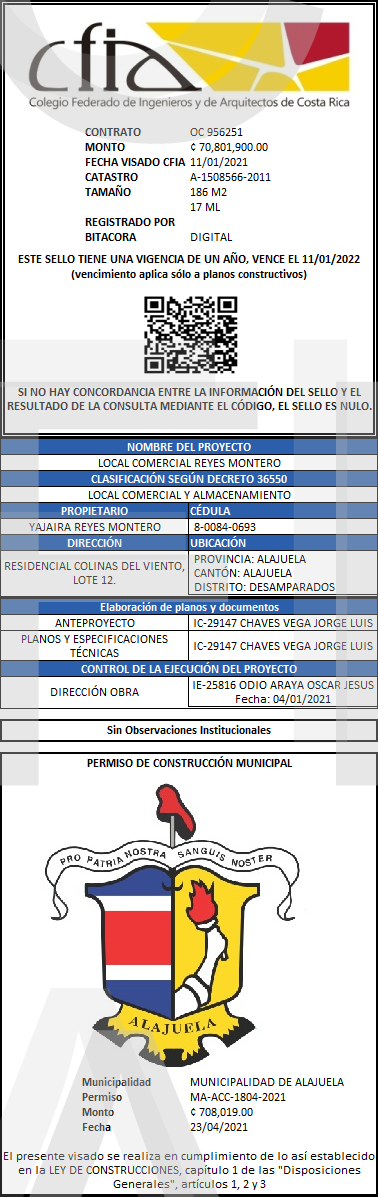 cfia
Colegio Federado de Ingenieros y de Arquitectos de Costa Rica
CONTRATO OC 956251
MONTO ¢ 70,801,900.00
FECHA VISADO CFIA 11/01/2021
CATASTRO A-1508566-2011
TAMAÑO 186 M2
17 ML
REGISTRADO POR
BITACORA DIGITAL
ESTE SELLO TIENE UNA VIGENCIA DE UN AÑO, VENCE EL 11/01/2022
(vencimiento aplica sólo a planos constructivos)
SI NO HAY CONCORDANCIA ENTRE LA INFORMACIÓN DEL SELLO Y EL
RESULTADO DE LA CONSULTA MEDIANTE EL CÓDIGO, EL SELLO ES NULO.
NOMBRE DEL PROYECTO
LOCAL COMERCIAL REYES MONTERO
CLASIFICACIÓN SEGÚN DECRETO 36550
LOCAL COMERCIAL Y ALMACENAMIENTO
PROPIETARIO CÉDULA
YAJAIRA REYES MONTERO 8-0084-0693
DIRECCIÓN UBICACIÓN
RESIDENCIAL COLINAS DEL VIENTO,
LOTE 12.
PROVINCIA: ALAJUELA
CANTÓN: ALAJUELA
DISTRITO: DESAMPARADOS
Elaboración de planos y documentos
ANTEPROYECTO IC-29147 CHAVES VEGA JORGE LUIS
PLANOS Y ESPECIFICACIONES
TÉCNICAS IC-29147 CHAVES VEGA JORGE LUIS
CONTROL DE LA EJECUCIÓN DEL PROYECTO
DIRECCIÓN OBRA IE-25816 ODIO ARAYA OSCAR JESUS
Fecha: 04/01/2021
Sin Observaciones Institucionales
PERMISO DE CONSTRUCCIÓN MUNICIPAL
PRO PATRIA NOSTRA SANGUIS NOSTER
ALAJUELA
Municipalidad MUNICIPALIDAD DE ALAJUELA
Permiso MA-ACC-1804-2021
Monto ¢ 708,019.00
Fecha 23/04/2021
El presente visado se realiza en cumplimiento de lo así establecido
en la LEY DE CONSTRUCCIONES, capítulo 1 de las "Disposiciones
Generales", artículos 1, 2 y 3